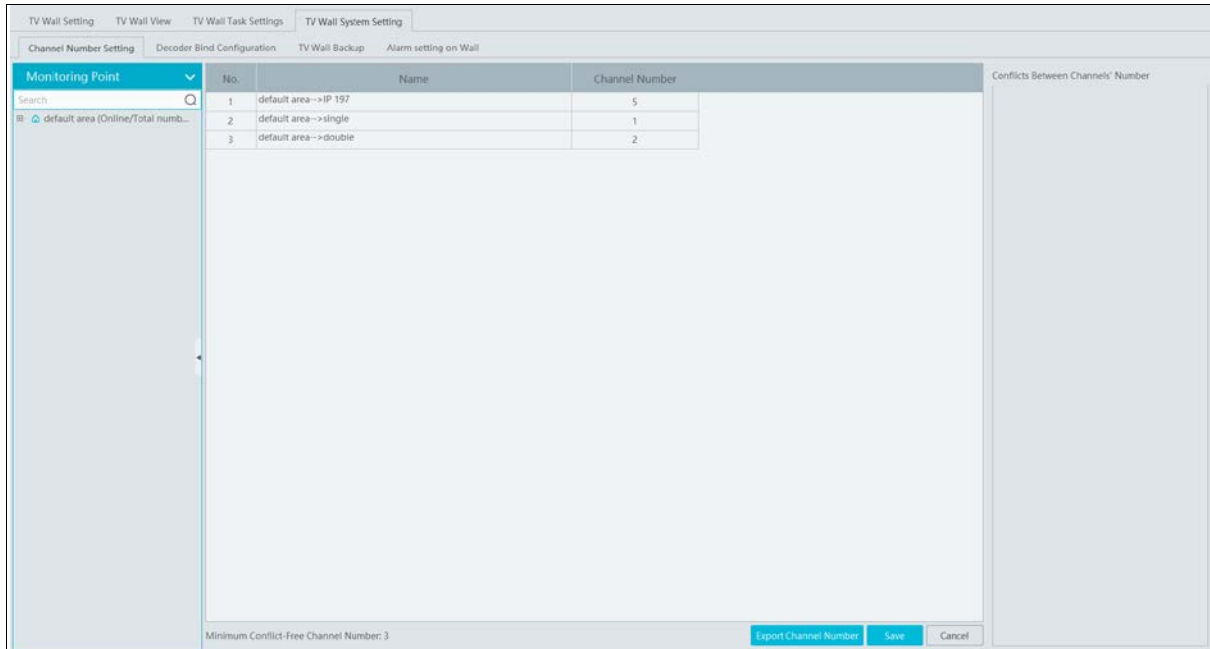 TV Wall Setting TV Wall View TV Wall Task Settings TV Wall System Setting
Channel Number Setting Decoder Bind Configuration TV Wall Backup Alarm setting on Wall
Monitoring Point No. Name Channel Number Conflicts Between Channels' Number
Search 1 default area-->IP 197 5
default area (Online/Total numb... 2 default area-->single 1
3 default area-->double 2
Minimum Conflict-Free Channel Number: 3 Export Channel Number Save Cancel